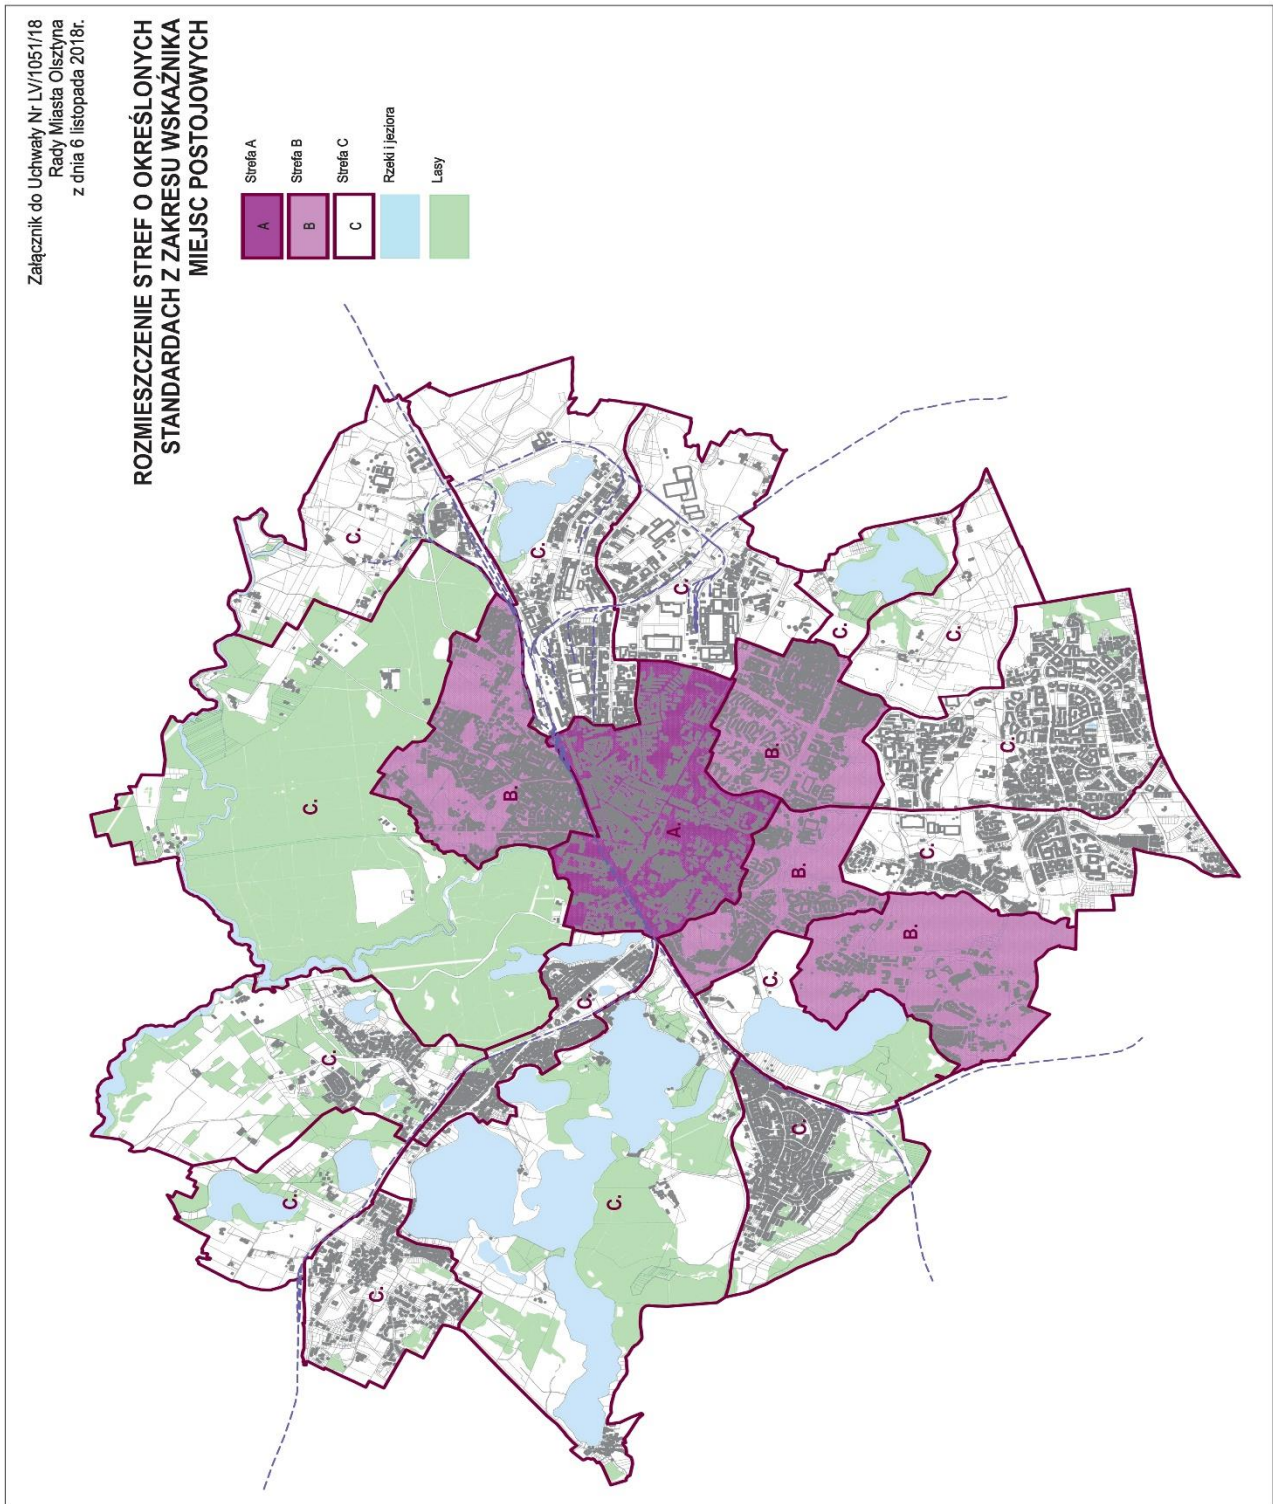 Załącznik do Uchwały Nr LV/1051/18
Rady Miasta Olsztyna
z dnia 6 listopada 2018r.
ROZMIESZCZENIE STREF O OKREŚLONYCH
STANDARDACH Z ZAKRESU WSKAŹNIKA
MIEJSC POSTOJOWYCH
A Strefa A
B Strefa B
C Strefa C
Rzeki i jeziora
Lasy
C.
C.
C.
C.
C.
B.
C.
C.
C.
A.
C.
B.
C.
B.
C.
C.
B.
C.
C.
C.